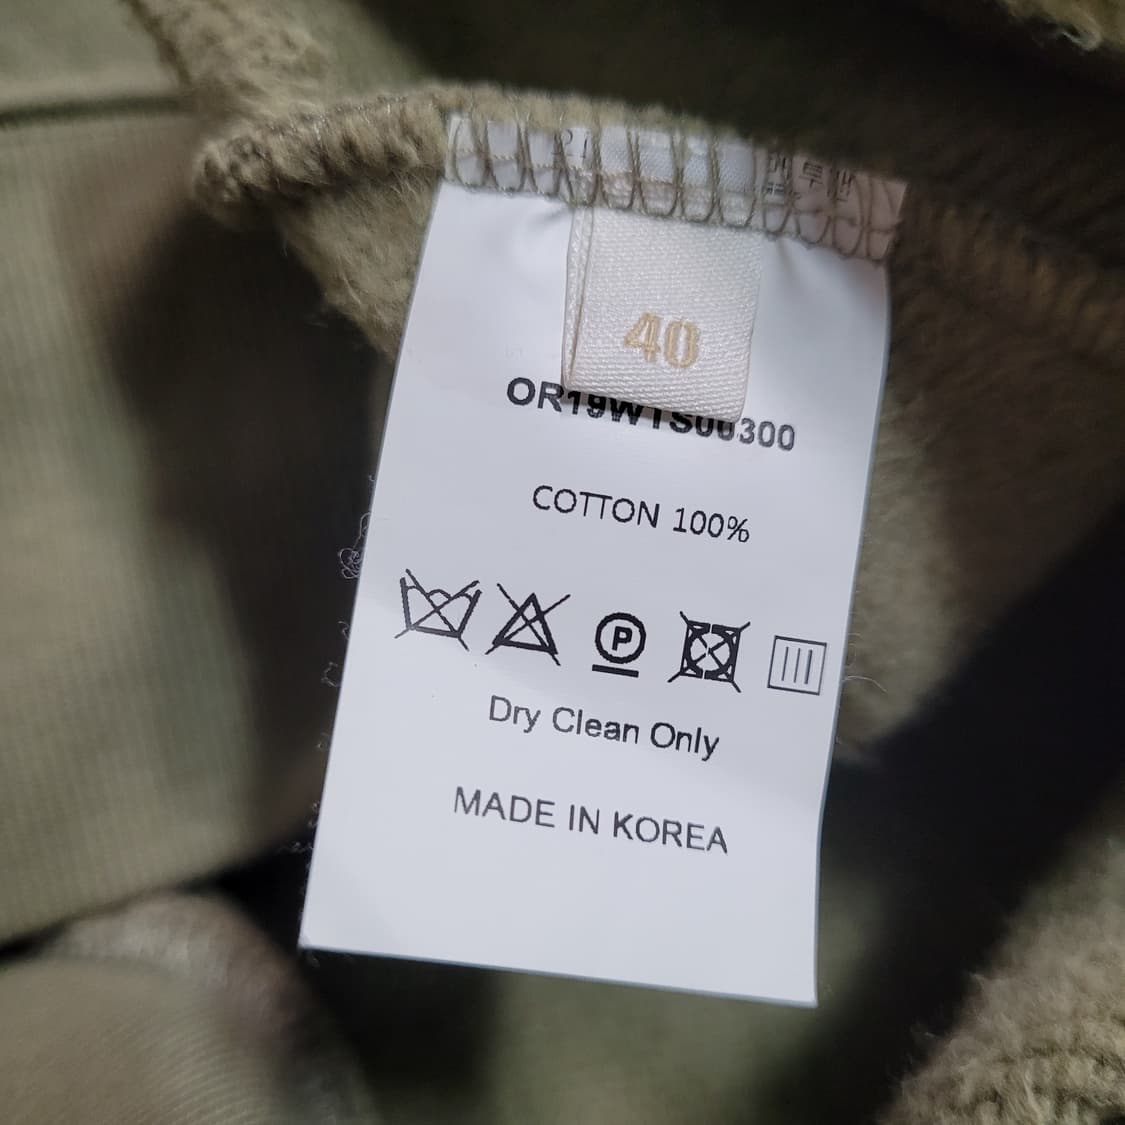 40
OR19WTS00300
COTTON 100%
P
Dry Clean Only
MADE IN KOREA